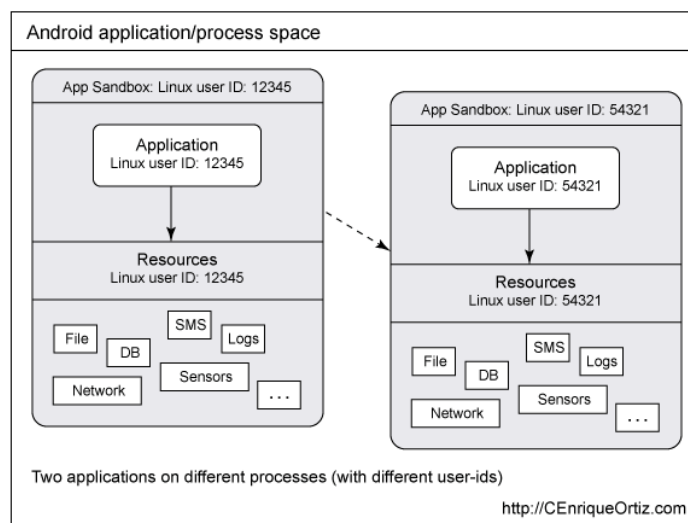 Android application/process space
App Sandbox: Linux user ID: 12345
Application
Linux user ID: 12345
Resources
Linux user ID: 12345
File
DB
SMS
Logs
Network
Sensors
...
App Sandbox: Linux user ID: 54321
Application
Linux user ID: 54321
Resources
Linux user ID: 54321
File
DB
SMS
Logs
Network
Sensors
...
Two applications on different processes (with different user-ids)
http://CEnriqueOrtiz.com